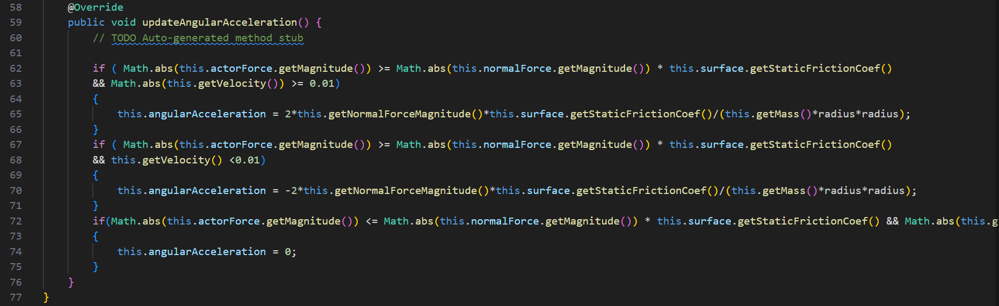 58 @Override
59 public void updateAngularAcceleration() {
60 // TODO Auto-generated method stub
61
62 if ( Math.abs(this.actorForce.getMagnitude()) >= Math.abs(this.normalForce.getMagnitude()) * this.surface.getStaticFrictionCoef()
63 && Math.abs(this.getVelocity()) >= 0.01)
64 {
65 this.angularAcceleration = 2*this.getNormalForceMagnitude()*this.surface.getStaticFrictionCoef()/(this.getMass()*radius*radius);
66 }
67 if ( Math.abs(this.actorForce.getMagnitude()) >= Math.abs(this.normalForce.getMagnitude()) * this.surface.getStaticFrictionCoef()
68 && this.getVelocity() <0.01)
69 {
70 this.angularAcceleration = -2*this.getNormalForceMagnitude()*this.surface.getStaticFrictionCoef()/(this.getMass()*radius*radius);
71 }
72 if(Math.abs(this.actorForce.getMagnitude()) <= Math.abs(this.normalForce.getMagnitude()) * this.surface.getStaticFrictionCoef() && Math.abs(this.g
73 {
74 this.angularAcceleration = 0;
75 }
76 }
77 }